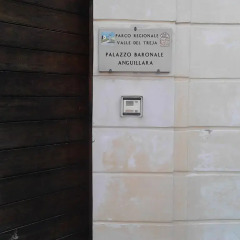 PARCO REGIONALE
VALLE DEL TREJA
PALAZZO BARONALE
ANGUILLARA